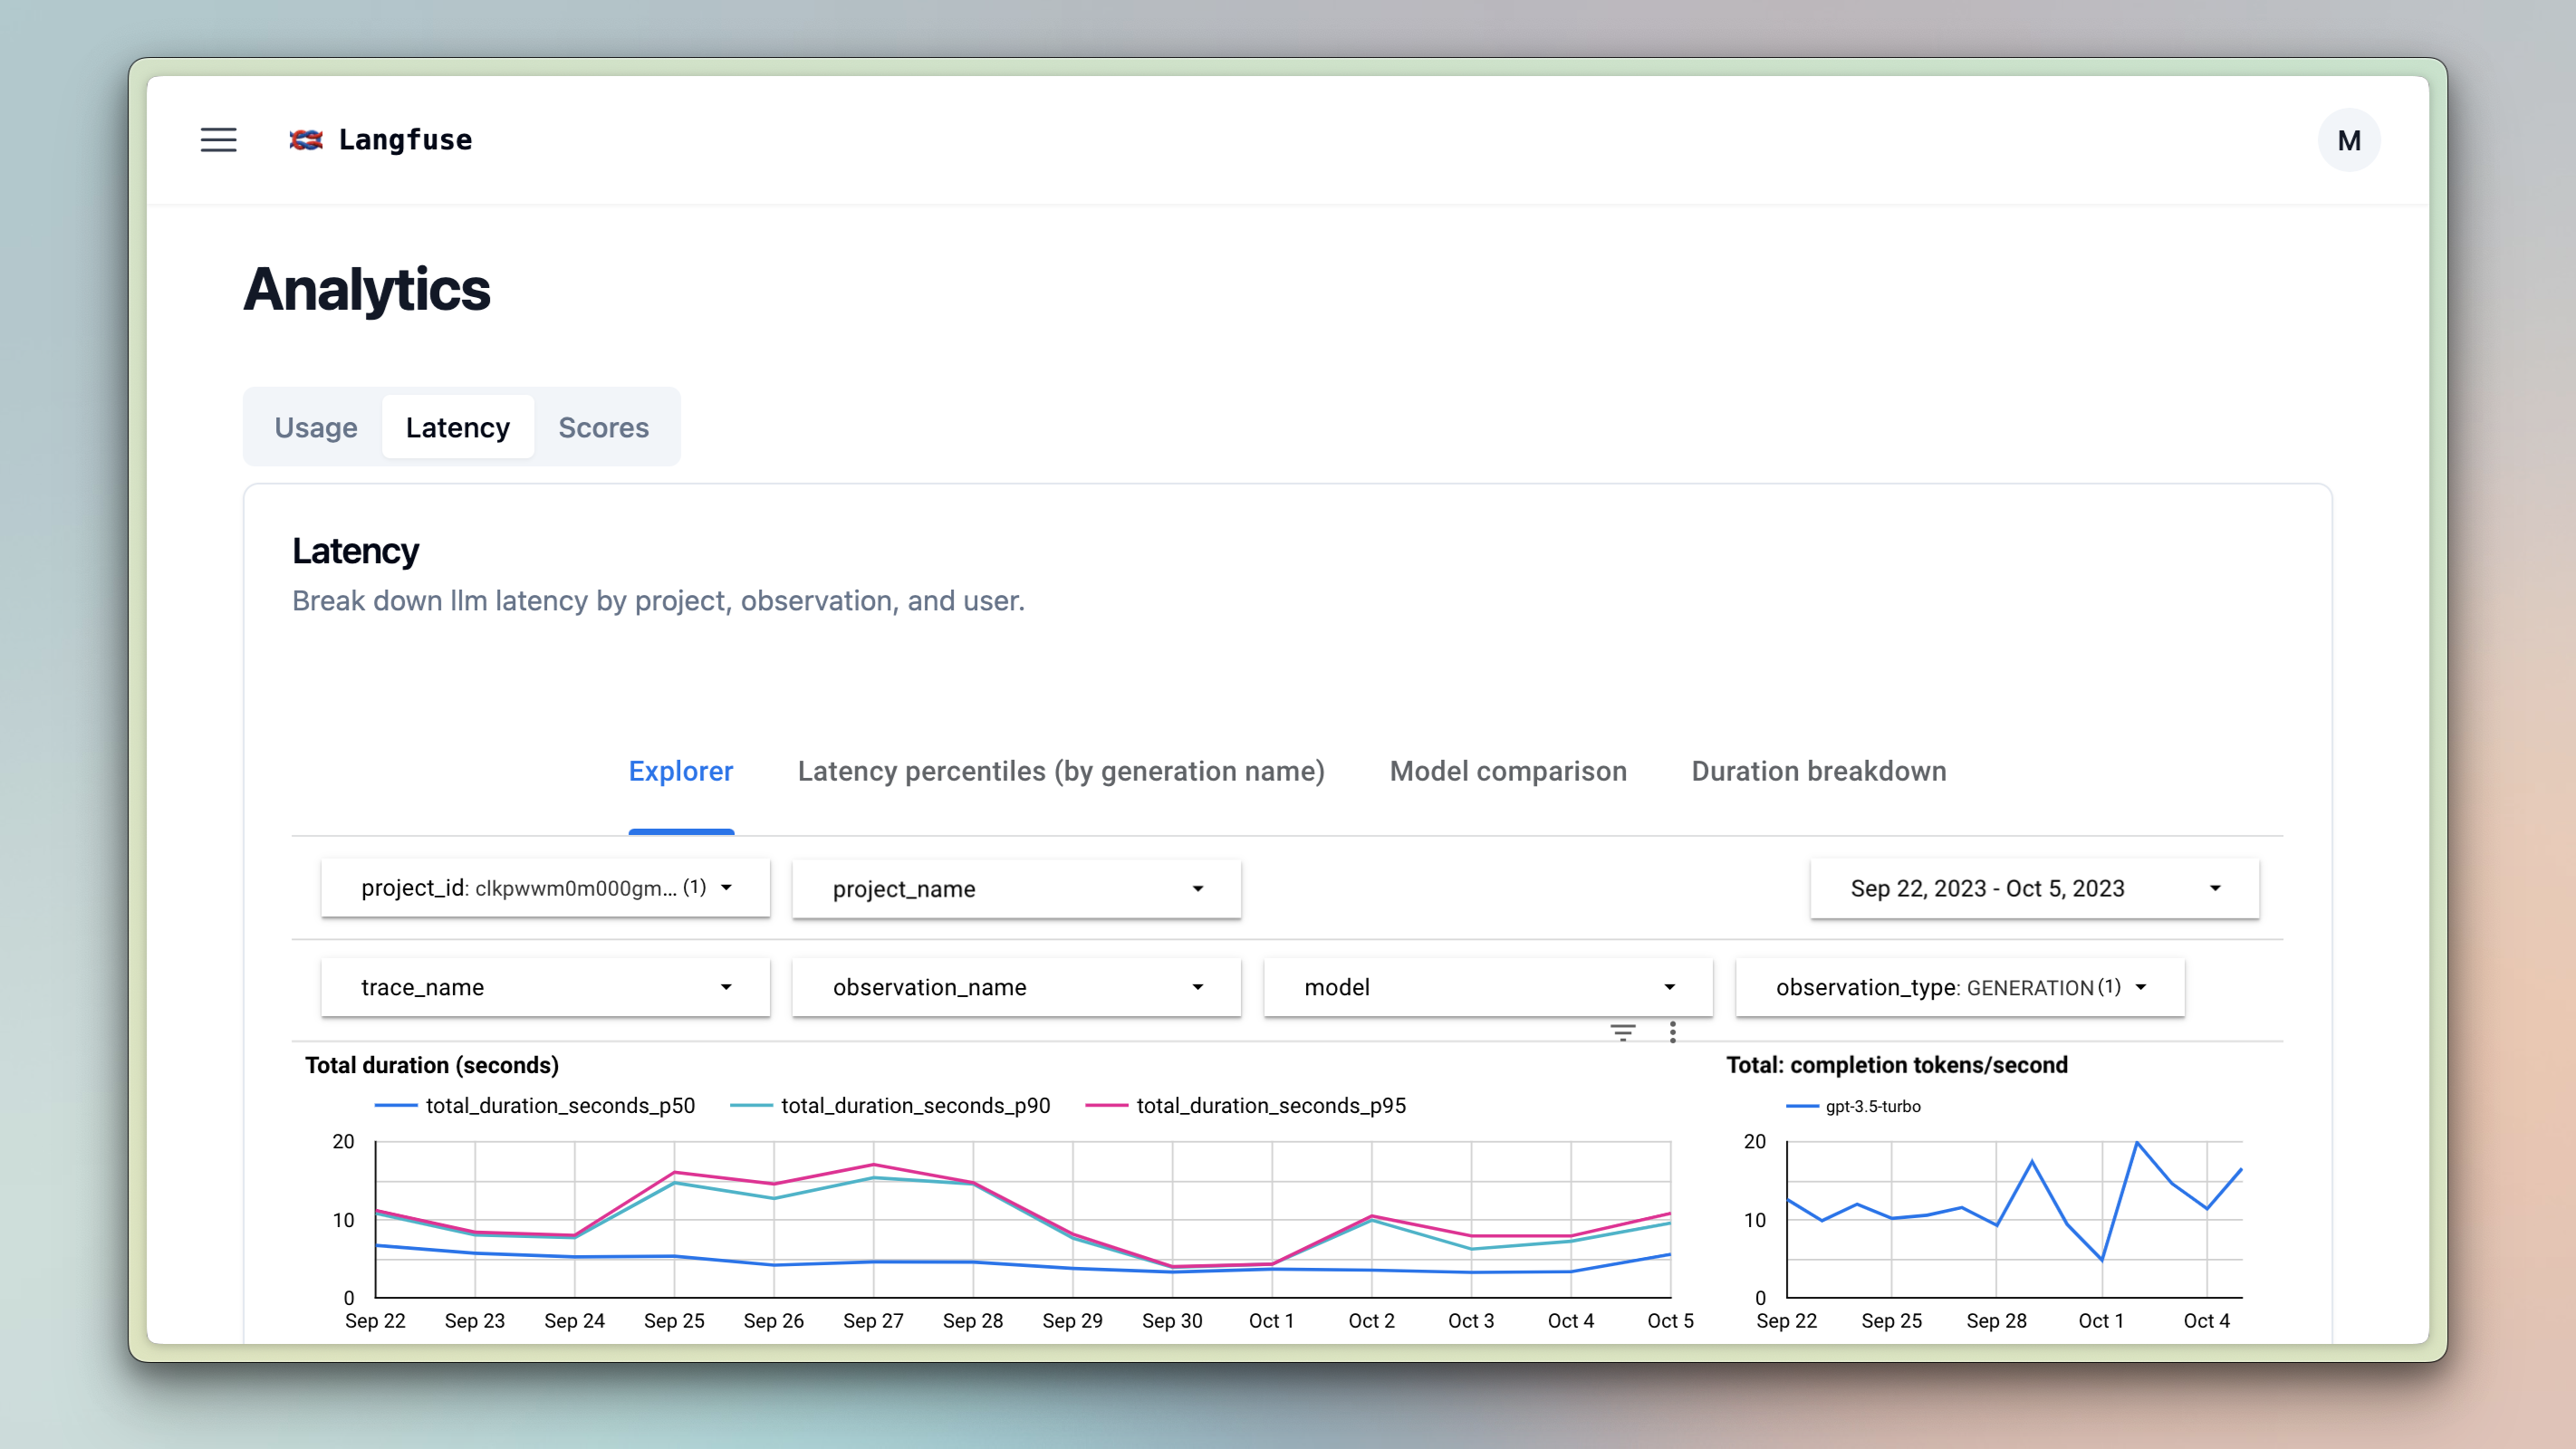 Langfuse
M
Analytics
Usage Latency Scores
Latency
Break down llm latency by project, observation, and user.
Explorer Latency percentiles (by generation name) Model comparison Duration breakdown
project_id: clkpwwm0m000gm... (1) project_name Sep 22, 2023 - Oct 5, 2023
trace_name observation_name model observation_type: GENERATION (1)
Total duration (seconds)
total_duration_seconds_p50 total_duration_seconds_p90 total_duration_seconds_p95
20
10
0
Sep 22 Sep 23 Sep 24 Sep 25 Sep 26 Sep 27 Sep 28 Sep 29 Sep 30 Oct 1 Oct 2 Oct 3 Oct 4 Oct 5
Total: completion tokens/second
gpt-3.5-turbo
20
10
0
Sep 22 Sep 25 Sep 28 Oct 1 Oct 4